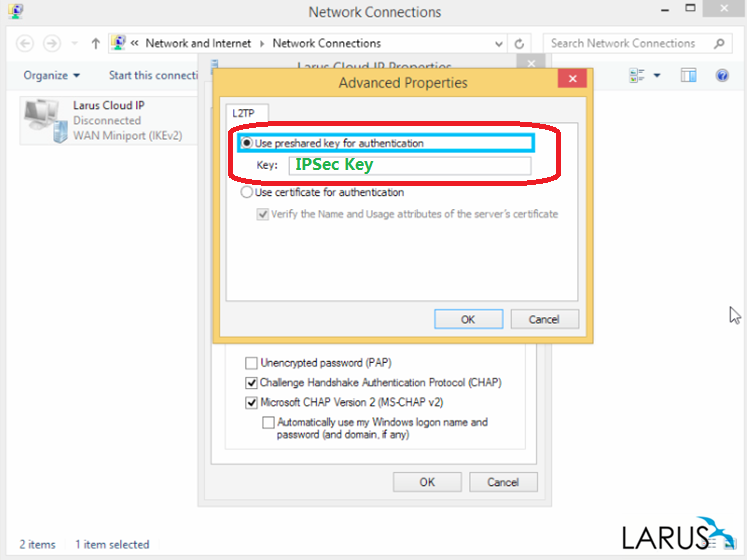 Network Connections
« Network and Internet Network Connections
Search Network Connections
Organize
Start this connecti
Larus Cloud IP Properties
Advanced Properties
Larus Cloud IP
Disconnected
WAN Miniport (IKEv2)
L2TP
Use preshared key for authentication
Key: IPSec Key
Use certificate for authentication
Verify the Name and Usage attributes of the server's certificate
OK Cancel
Unencrypted password (PAP)
Challenge Handshake Authentication Protocol (CHAP)
Microsoft CHAP Version 2 (MS-CHAP v2)
Automatically use my Windows logon name and
password (and domain, if any)
OK Cancel
2 items 1 item selected
LARUS